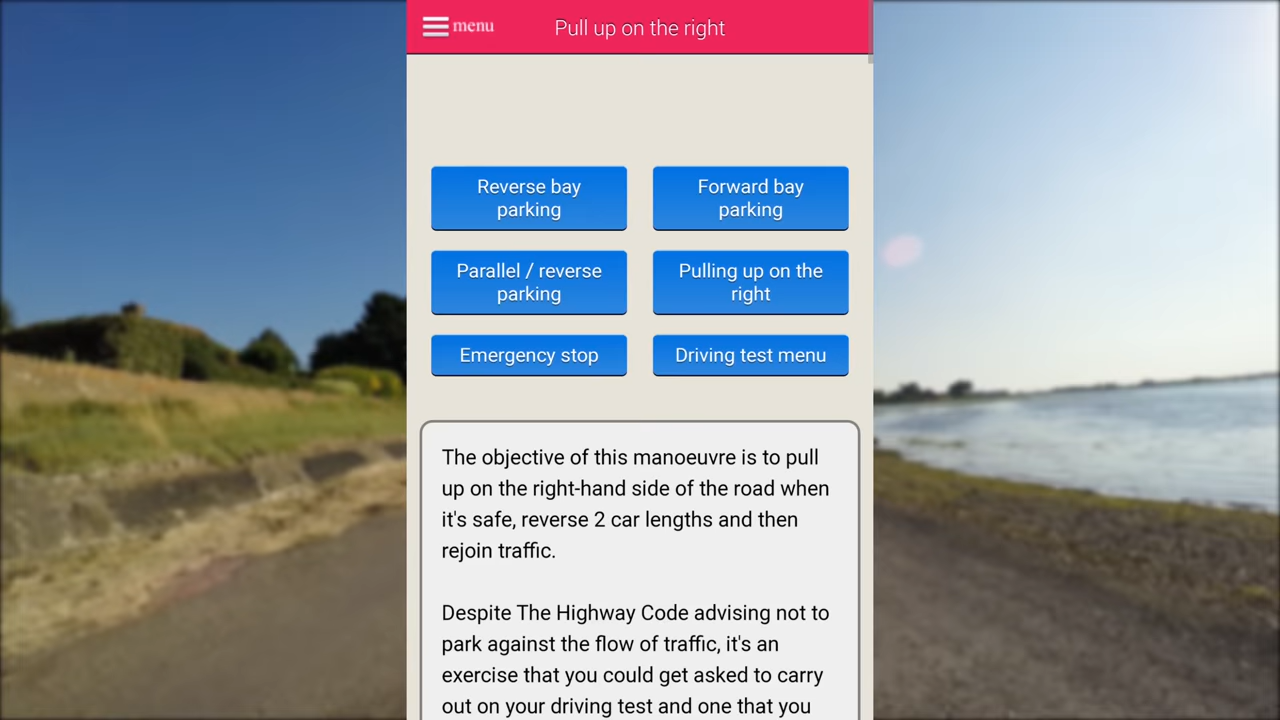 menu
Pull up on the right
Reverse bay
parking
Forward bay
parking
Parallel / reverse
parking
Pulling up on the
right
Emergency stop
Driving test menu
The objective of this manoeuvre is to pull
up on the right-hand side of the road when
it's safe, reverse 2 car lengths and then
rejoin traffic.
Despite The Highway Code advising not to
park against the flow of traffic, it's an
exercise that you could get asked to carry
out on your driving test and one that you